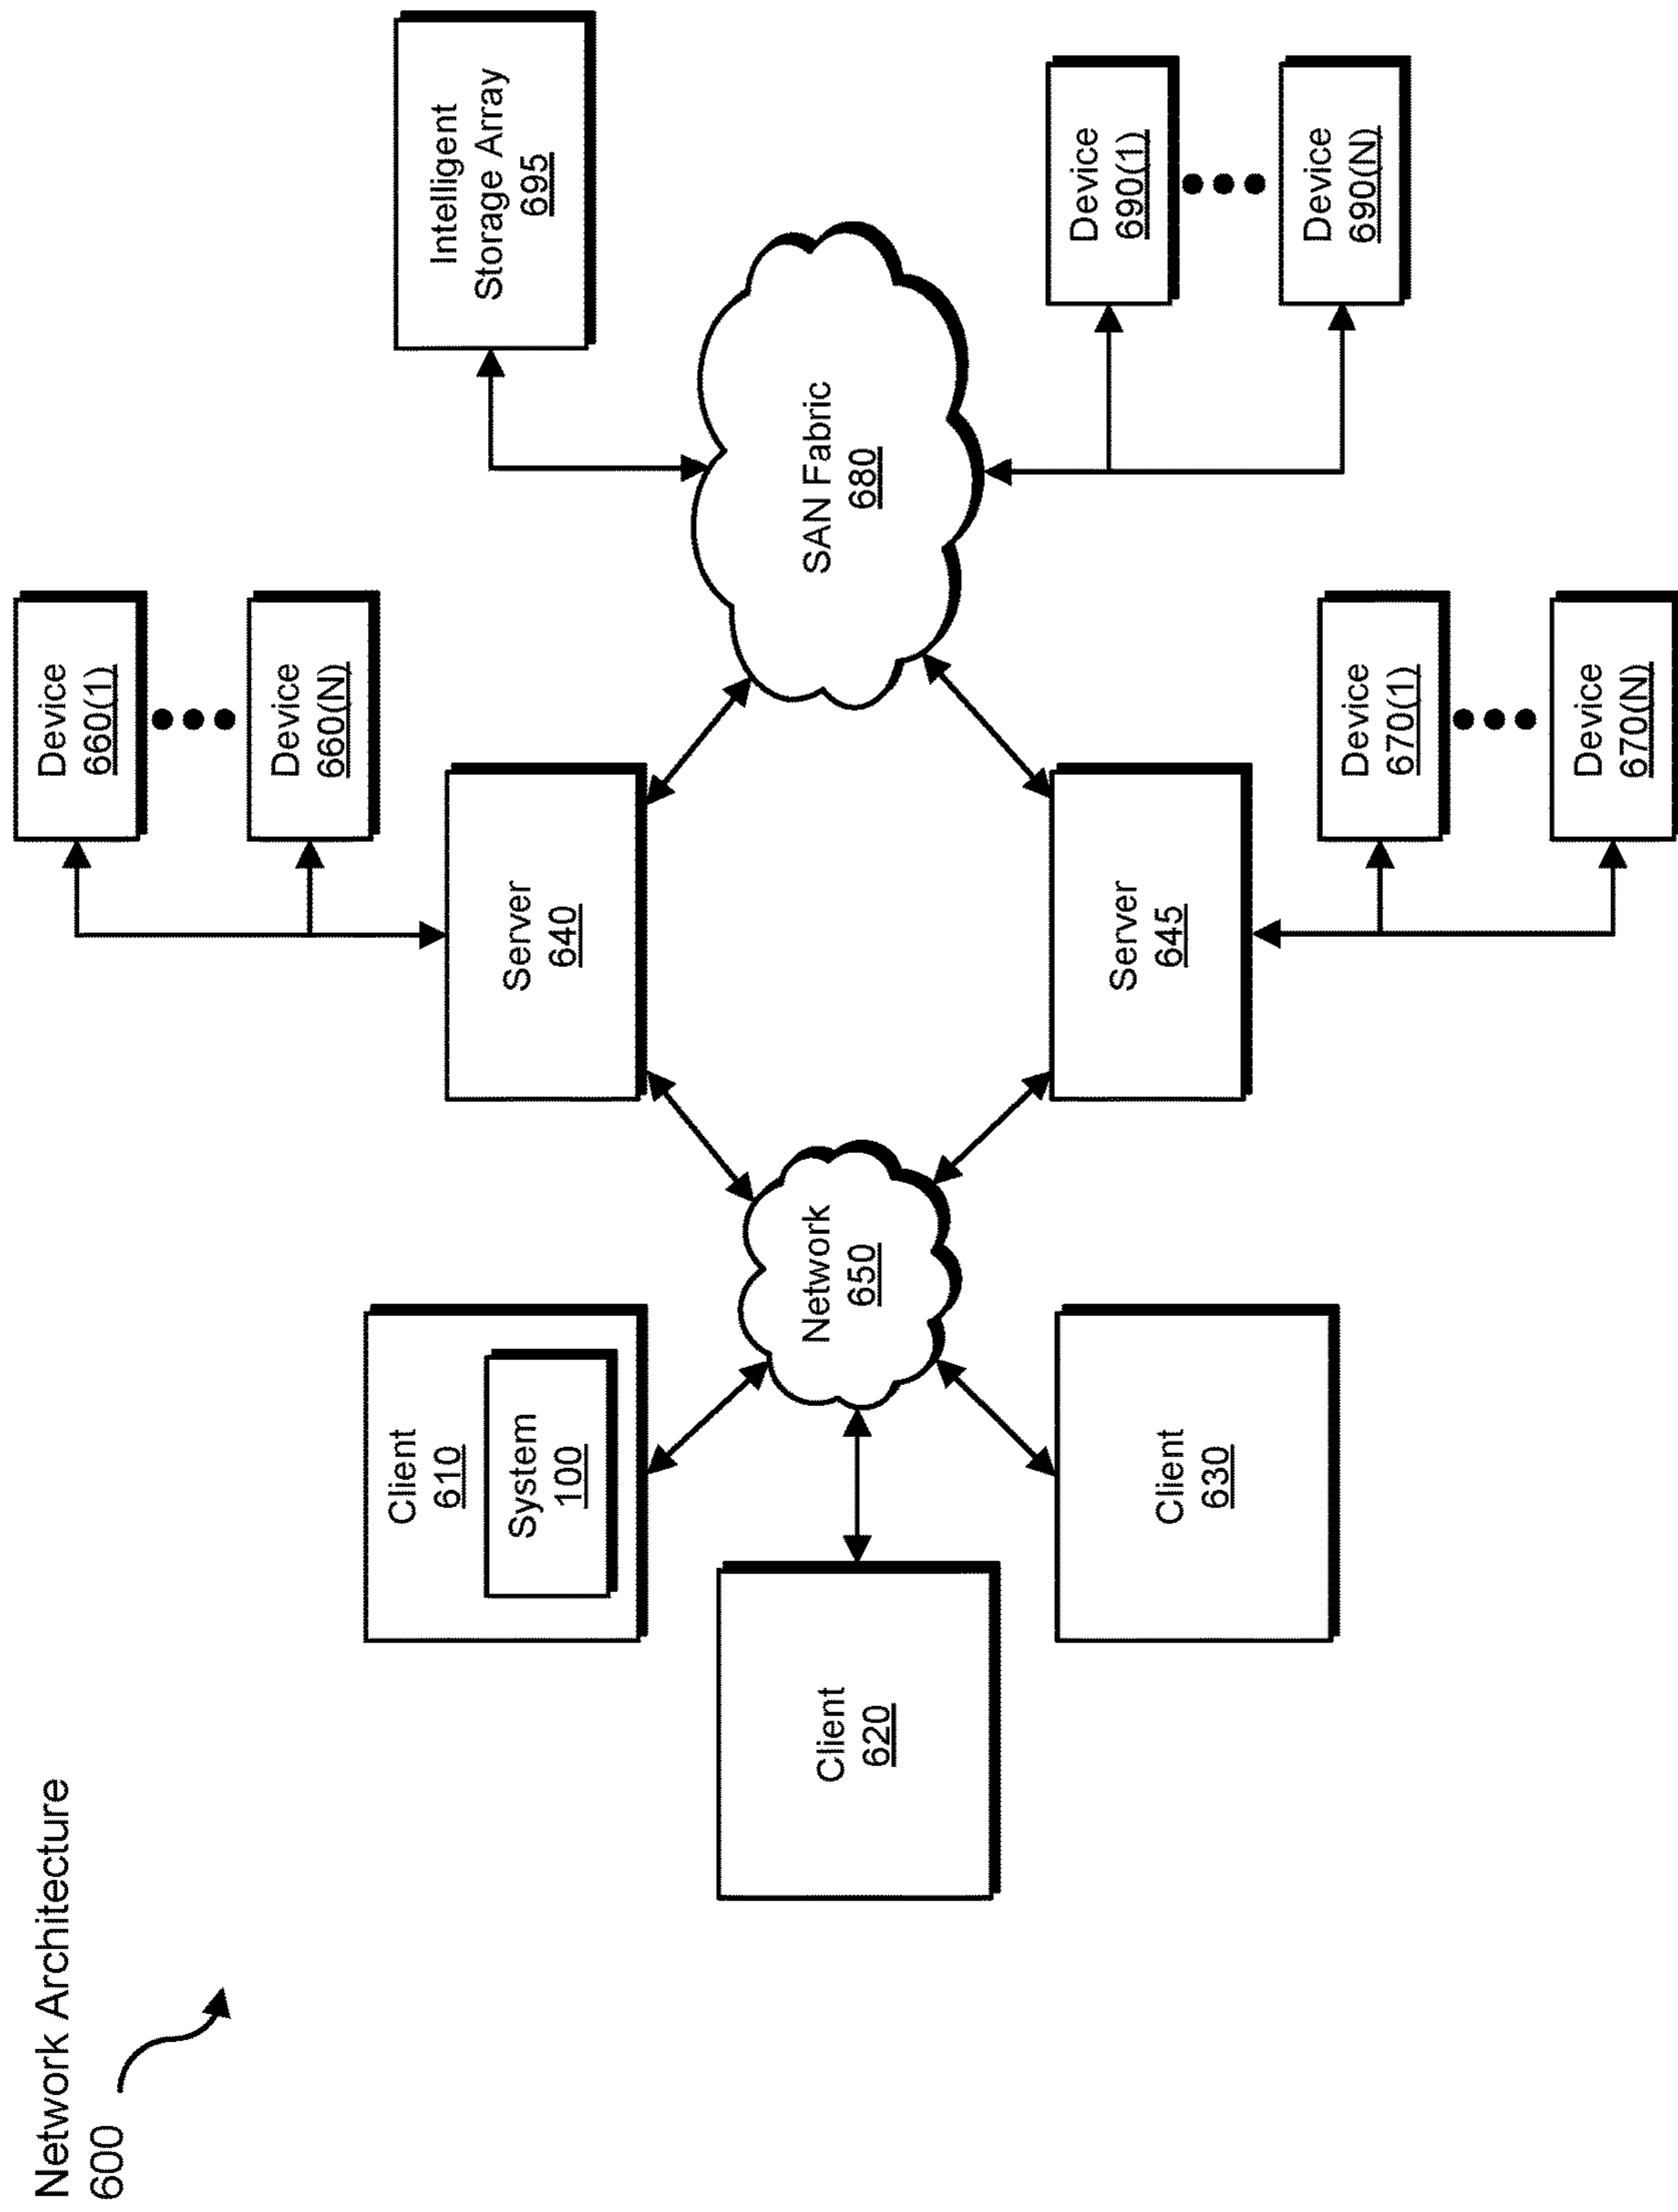 Network Architecture
600
Client
610
System
100
Client
620
Client
630
Network
650
Server
640
Server
645
Device
660(1)
Device
660(N)
Device
670(1)
Device
670(N)
SAN Fabric
680
Intelligent
Storage Array
695
Device
690(1)
Device
690(N)